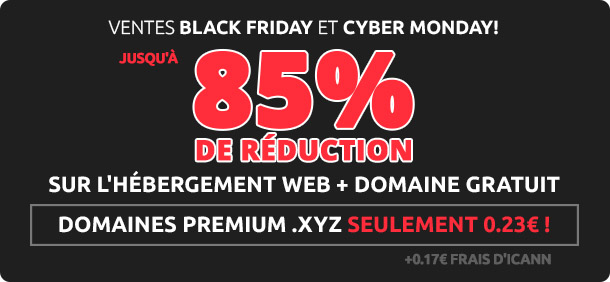 VENTES BLACK FRIDAY ET CYBER MONDAY!
JUSQU'À
85%
DE RÉDUCTION
SUR L'HÉBERGEMENT WEB + DOMAINE GRATUIT
DOMAINES PREMIUM .XYZ SEULEMENT 0.23€ !
+0.17€ FRAIS D'ICANN